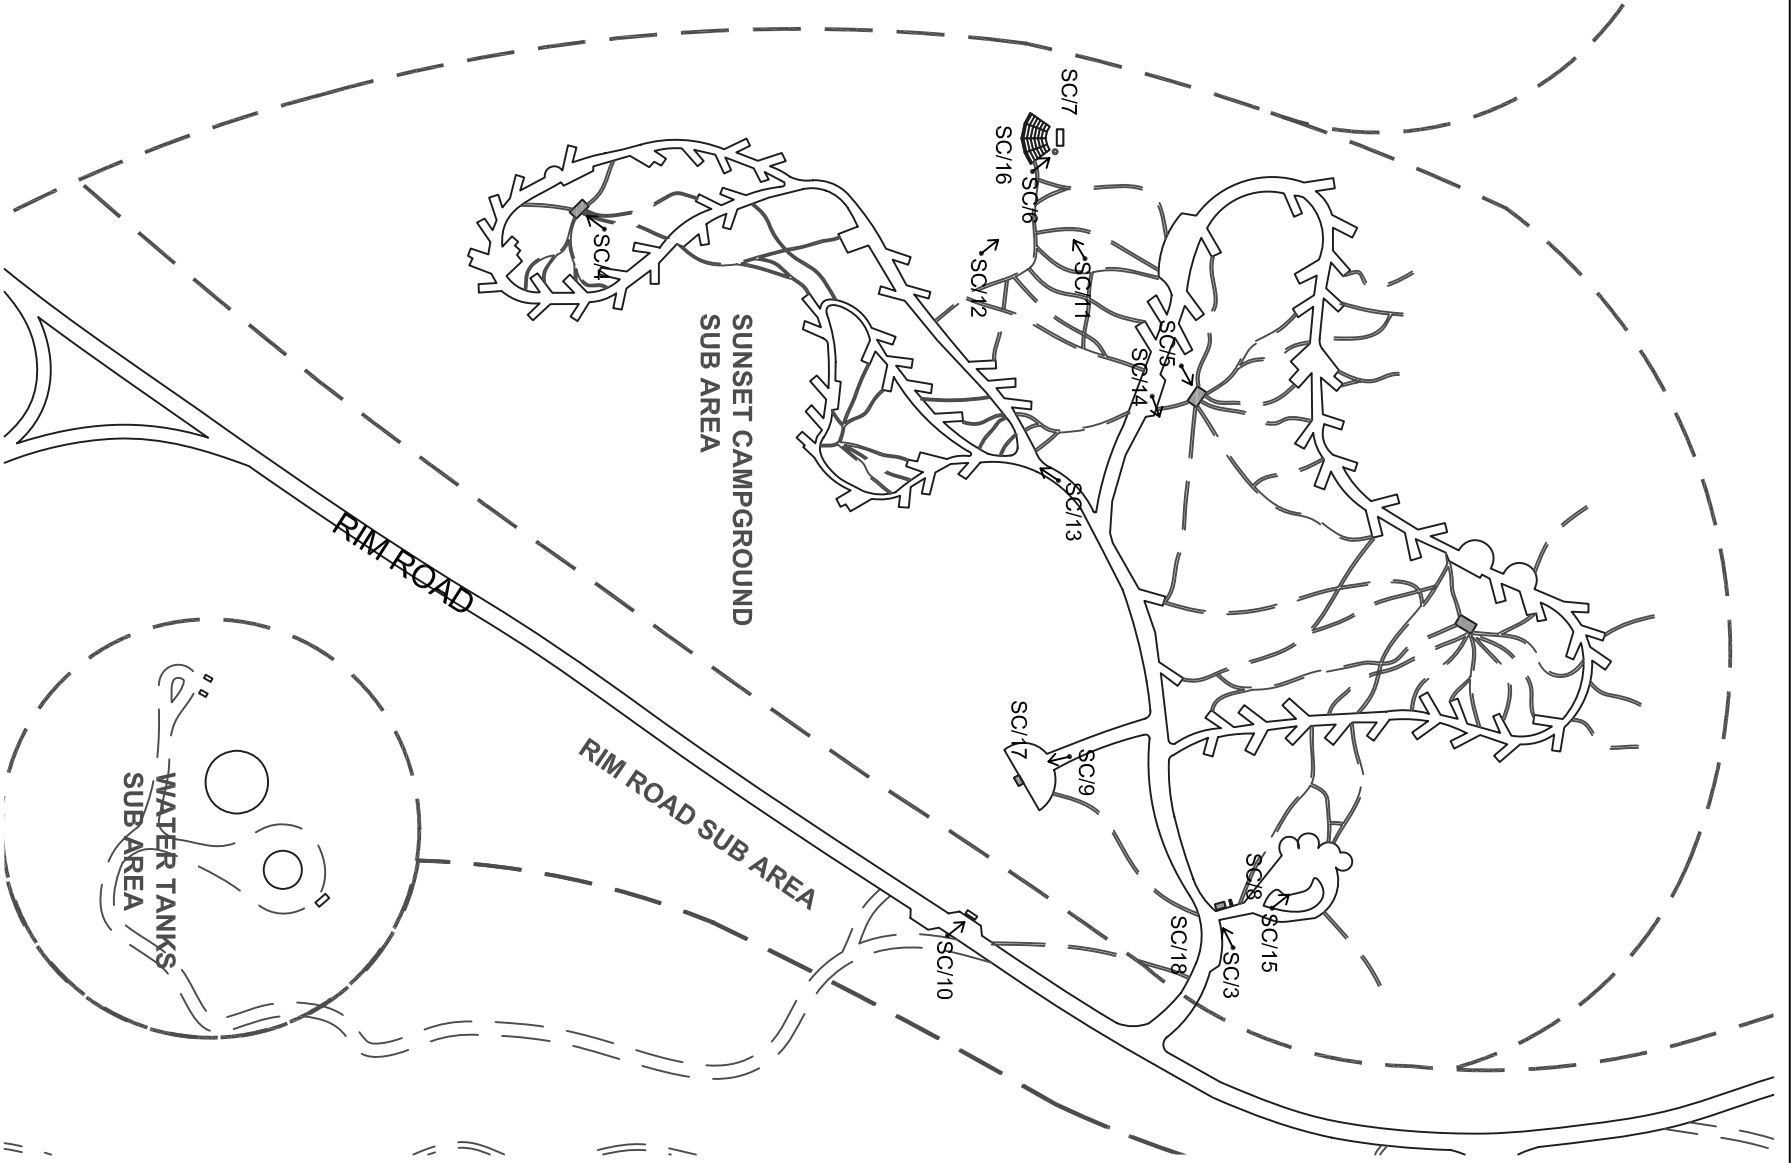 SC/7
SC/16
SC/6
SC/4
SC/12
SC/11
SC/5
SC/14
SUNSET CAMPGROUND
SUB AREA
SC/13
RIM ROAD
SC/17
SC/9
RIM ROAD SUB AREA
WATER TANKS
SUB AREA
SC/8
SC/15
SC/18
SC/3
SC/10